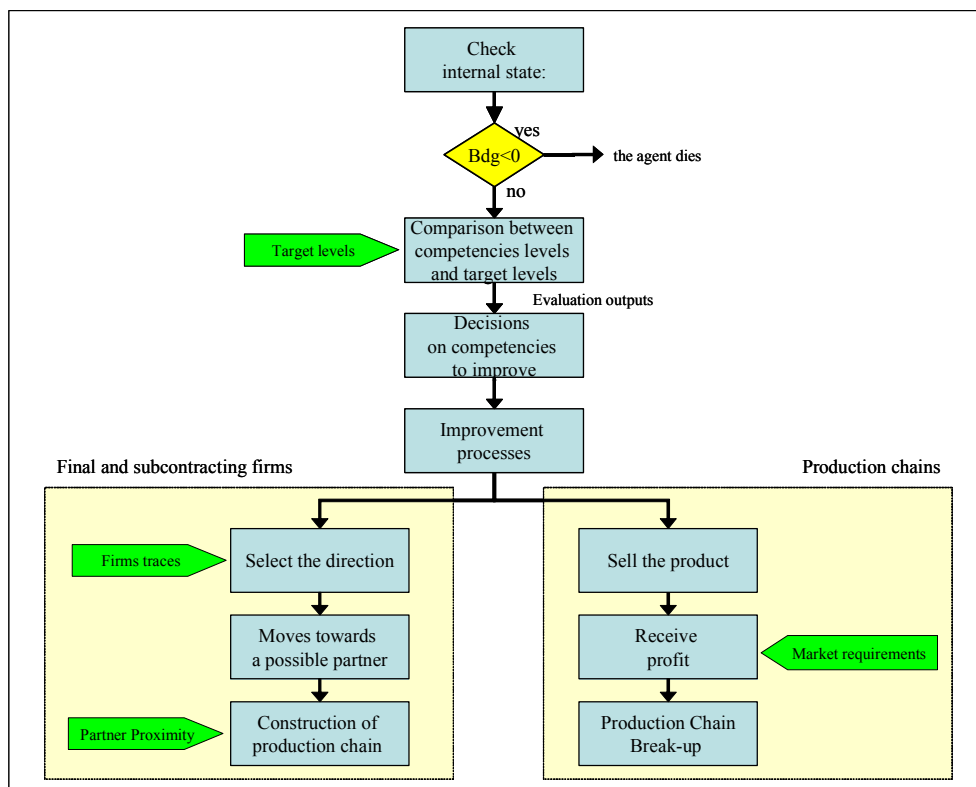 Check
internal state:
yes
Bdg<0
the agent dies
no
Comparison between
competencies levels
and target levels
Target levels
Evaluation outputs
Decisions
on competencies
to improve
Improvement
processes
Final and subcontracting firms
Production chains
Firms traces
Select the direction
Sell the product
Moves towards
a possible partner
Receive
profit
Market requirements
Partner Proximity
Construction of
production chain
Production Chain
Break-up